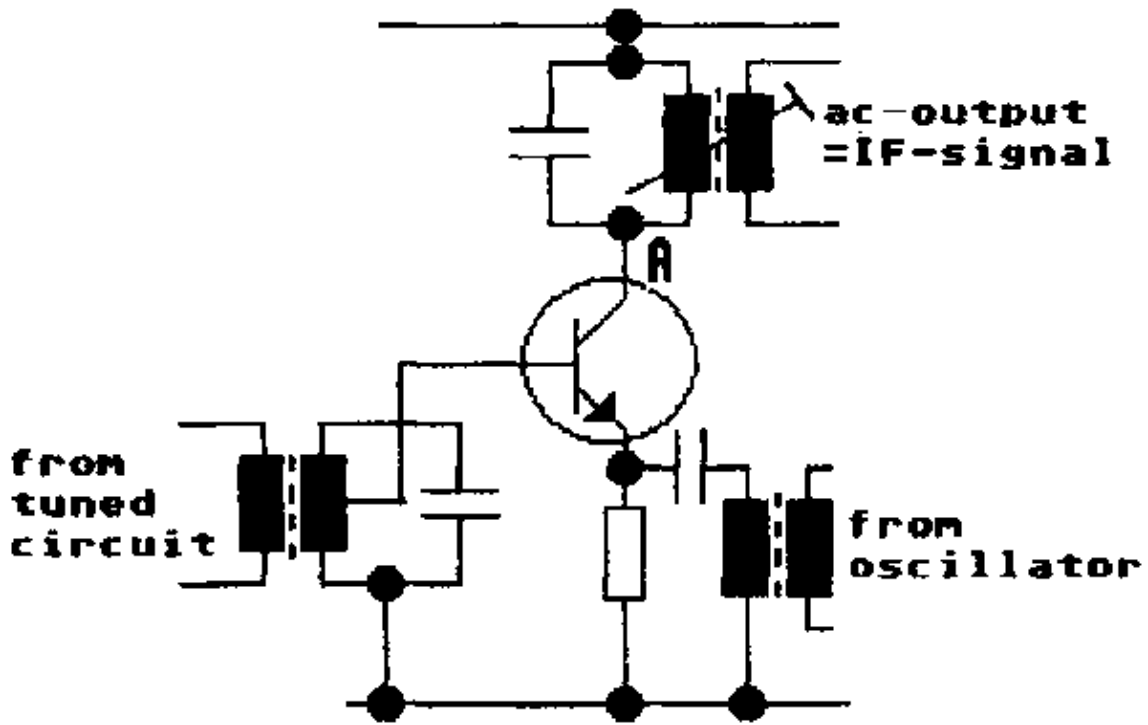 ac-output
=IF-signal
A
from
tuned
circuit
from
oscillator